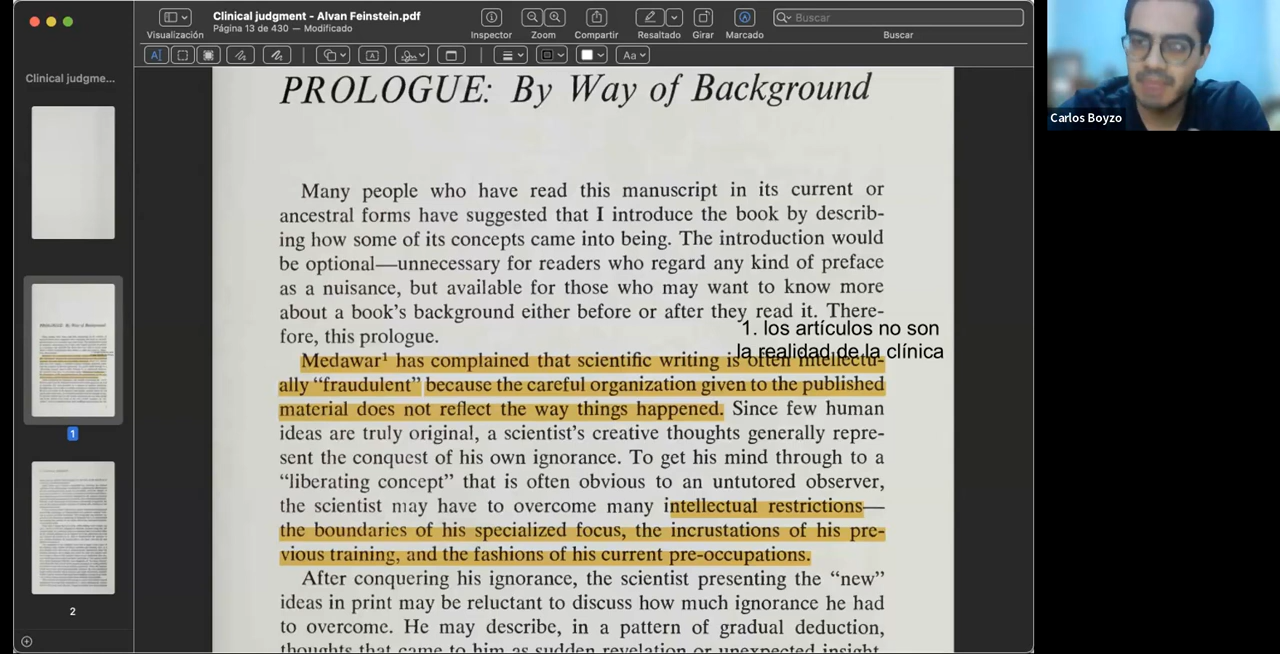 Clinical judgment - Alvan Feinstein.pdf
Página 13 de 430 — Modificado
Visualización
Inspector
Zoom
Compartir
Resaltado
Girar
Marcado
Buscar
Buscar
Aa
Clinical judgme...
1
2
Carlos Boyzo
PROLOGUE: By Way of Background
Many people who have read this manuscript in its current or
ancestral forms have suggested that I introduce the book by describ-
ing how some of its concepts came into being. The introduction would
be optional—unnecessary for readers who regard any kind of preface
as a nuisance, but available for those who may want to know more
about a book's background either before or after they read it. There-
fore, this prologue.
1. los artículos no son
la realidad de la clínica
Medawar¹ has complained that scientific writing is often intellectu-
ally “fraudulent” because the careful organization given to the published
material does not reflect the way things happened. Since few human
ideas are truly original, a scientist's creative thoughts generally repre-
sent the conquest of his own ignorance. To get his mind through to a
“liberating concept” that is often obvious to an untutored observer,
the scientist may have to overcome many intellectual restrictions—
the boundaries of his specialized focus, the incrustations of his pre-
vious training, and the fashions of his current pre-occupations.
After conquering his ignorance, the scientist presenting the “new”
ideas in print may be reluctant to discuss how much ignorance he had
to overcome. He may describe, in a pattern of gradual deduction,
thoughts that came to him as sudden revelation or unexpected insight.